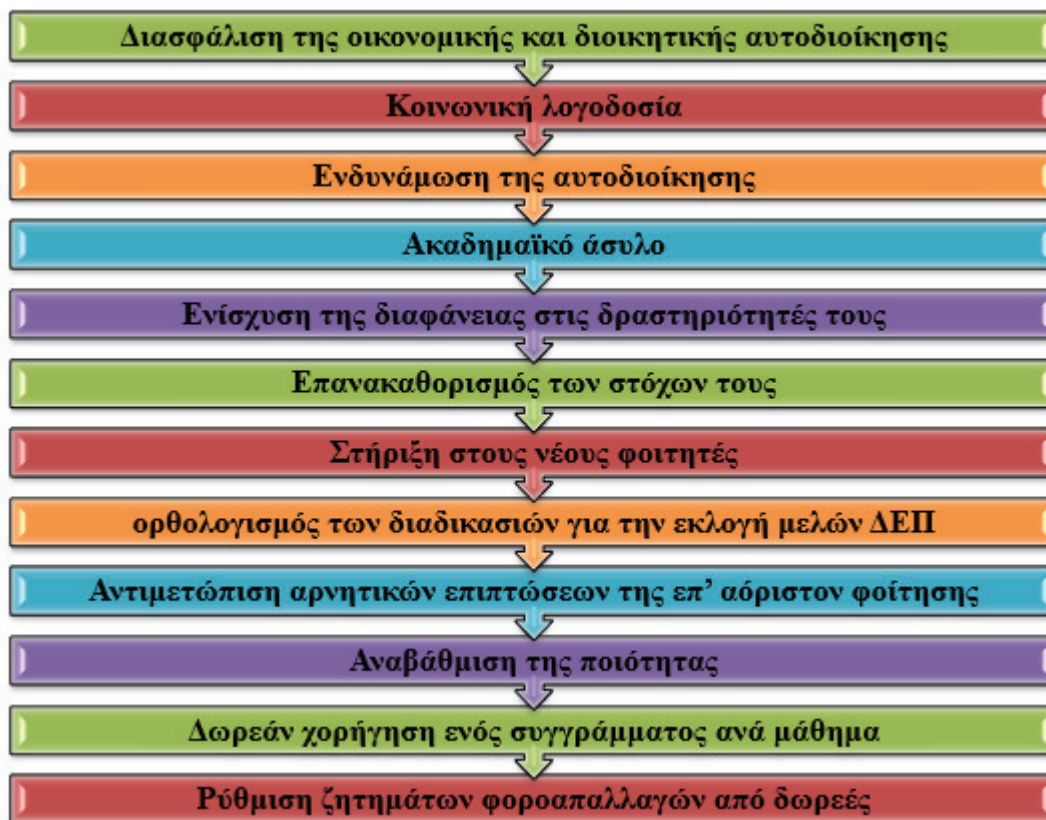 Διασφάλιση της οικονομικής και διοικητικής αυτοδιοίκησης
Κοινωνική λογοδοσία
Ενδυνάμωση της αυτοδιοίκησης
Ακαδημαϊκό άσυλο
Ενίσχυση της διαφάνειας στις δραστηριότητές τους
Επανακαθορισμός των στόχων τους
Στήριξη στους νέους φοιτητές
ορθολογισμός των διαδικασιών για την εκλογή μελών ΔΕΠ
Αντιμετώπιση αρνητικών επιπτώσεων της επ’ αόριστον φοίτησης
Αναβάθμιση της ποιότητας
Δωρεάν χορήγηση ενός συγγράμματος ανά μάθημα
Ρύθμιση ζητημάτων φοροαπαλλαγών από δωρεές